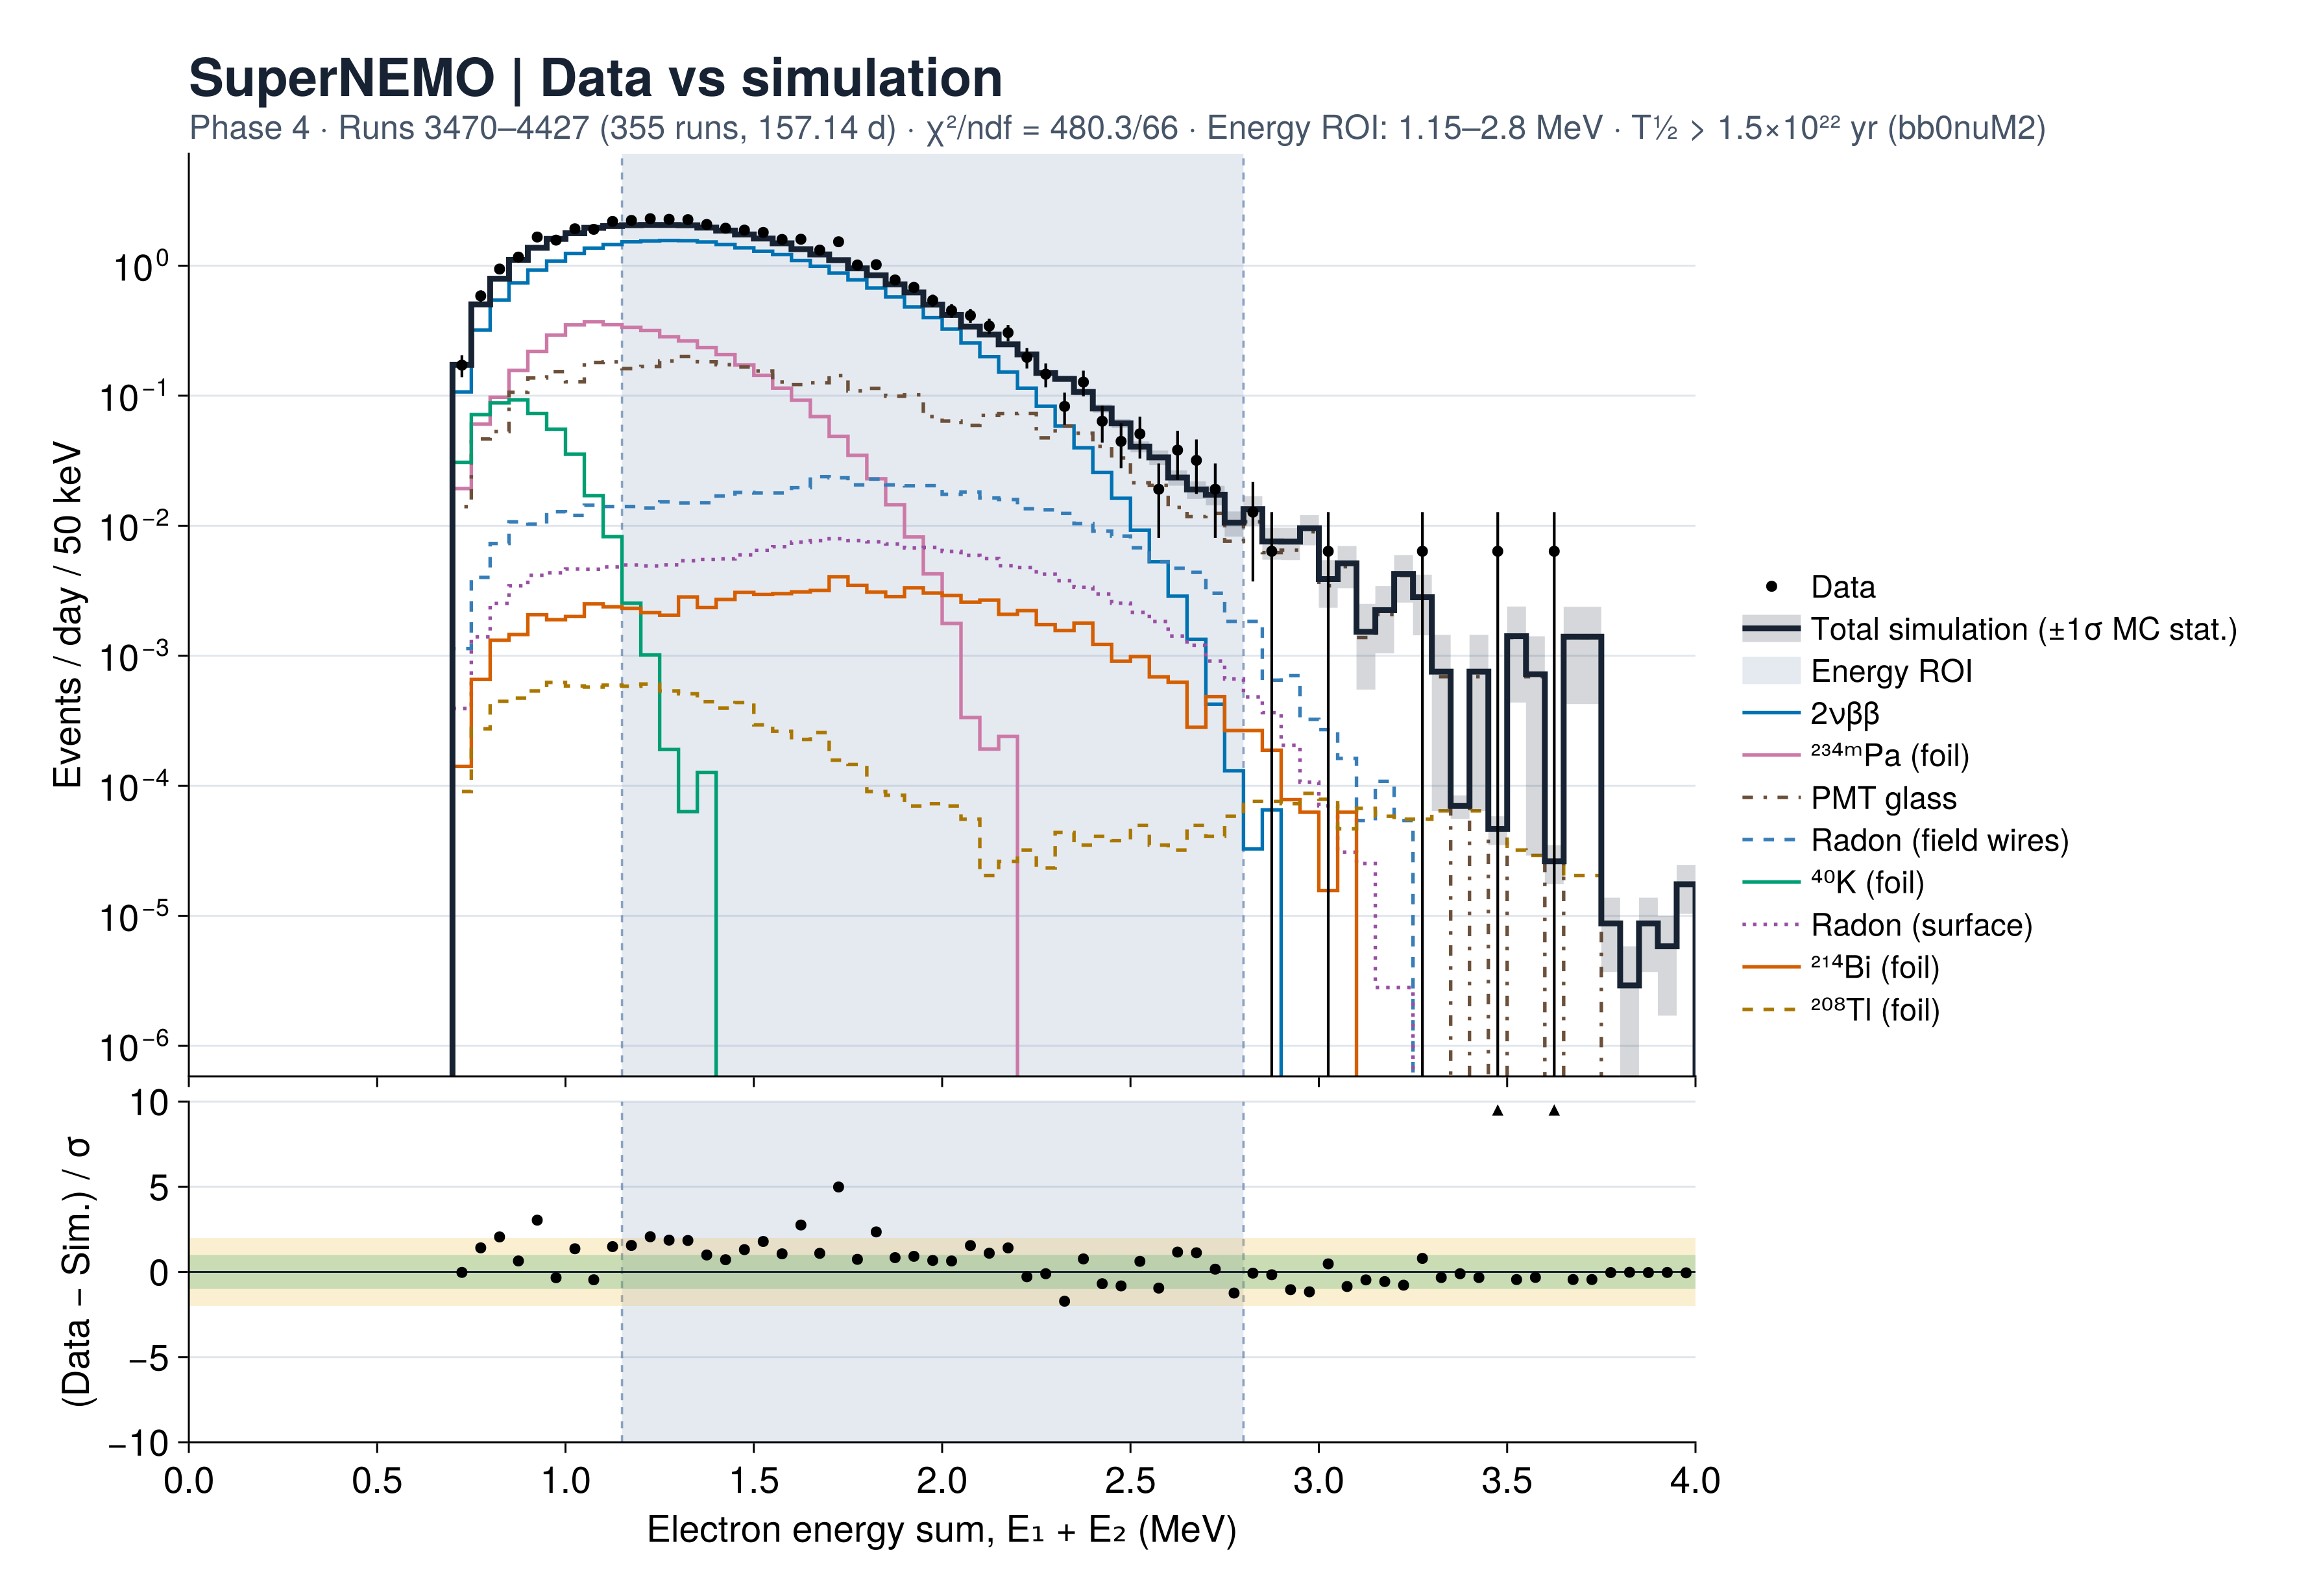 SuperNEMO | Data vs simulation
Phase 4 · Runs 3470–4427 (355 runs, 157.14 d) · χ²/ndf = 480.3/66 · Energy ROI: 1.15–2.8 MeV · T½ > 1.5×10²² yr (bb0nuM2)
Events / day / 50 keV
10⁰
10⁻¹
10⁻²
10⁻³
10⁻⁴
10⁻⁵
10⁻⁶
Data
Total simulation (±1σ MC stat.)
Energy ROI
2νββ
²³⁴ᵐPa (foil)
PMT glass
Radon (field wires)
⁴⁰K (foil)
Radon (surface)
²¹⁴Bi (foil)
²⁰⁸Tl (foil)
(Data − Sim.) / σ
10
5
0
−5
−10
0.0 0.5 1.0 1.5 2.0 2.5 3.0 3.5 4.0
Electron energy sum, E₁ + E₂ (MeV)